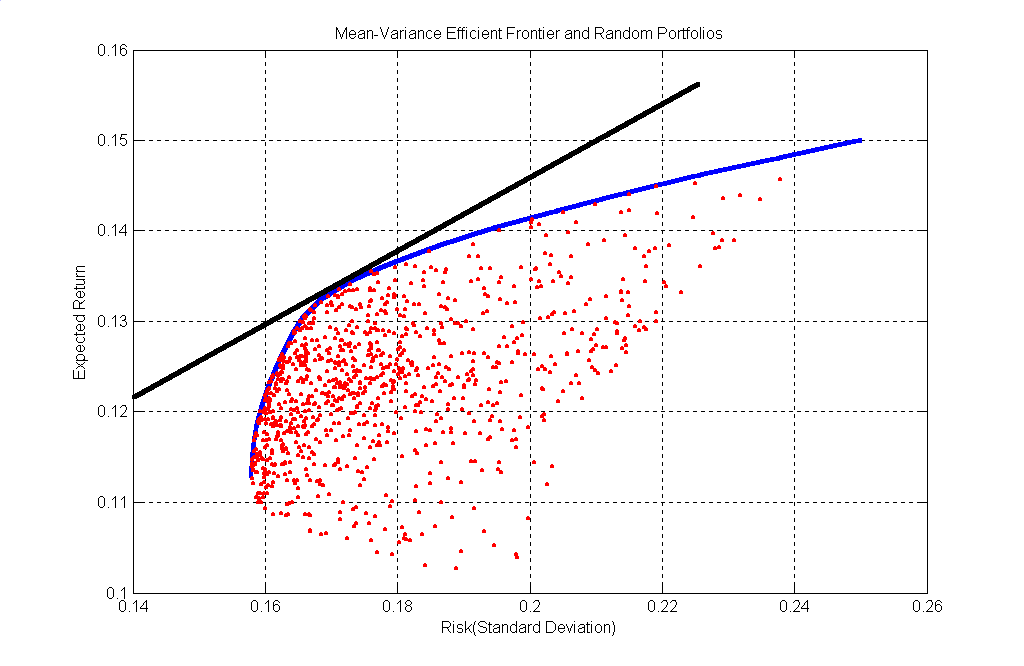 Mean-Variance Efficient Frontier and Random Portfolios
0.16
0.15
0.14
0.13
0.12
0.11
0.1
Expected Return
0.14 0.16 0.18 0.2 0.22 0.24 0.26
Risk(Standard Deviation)